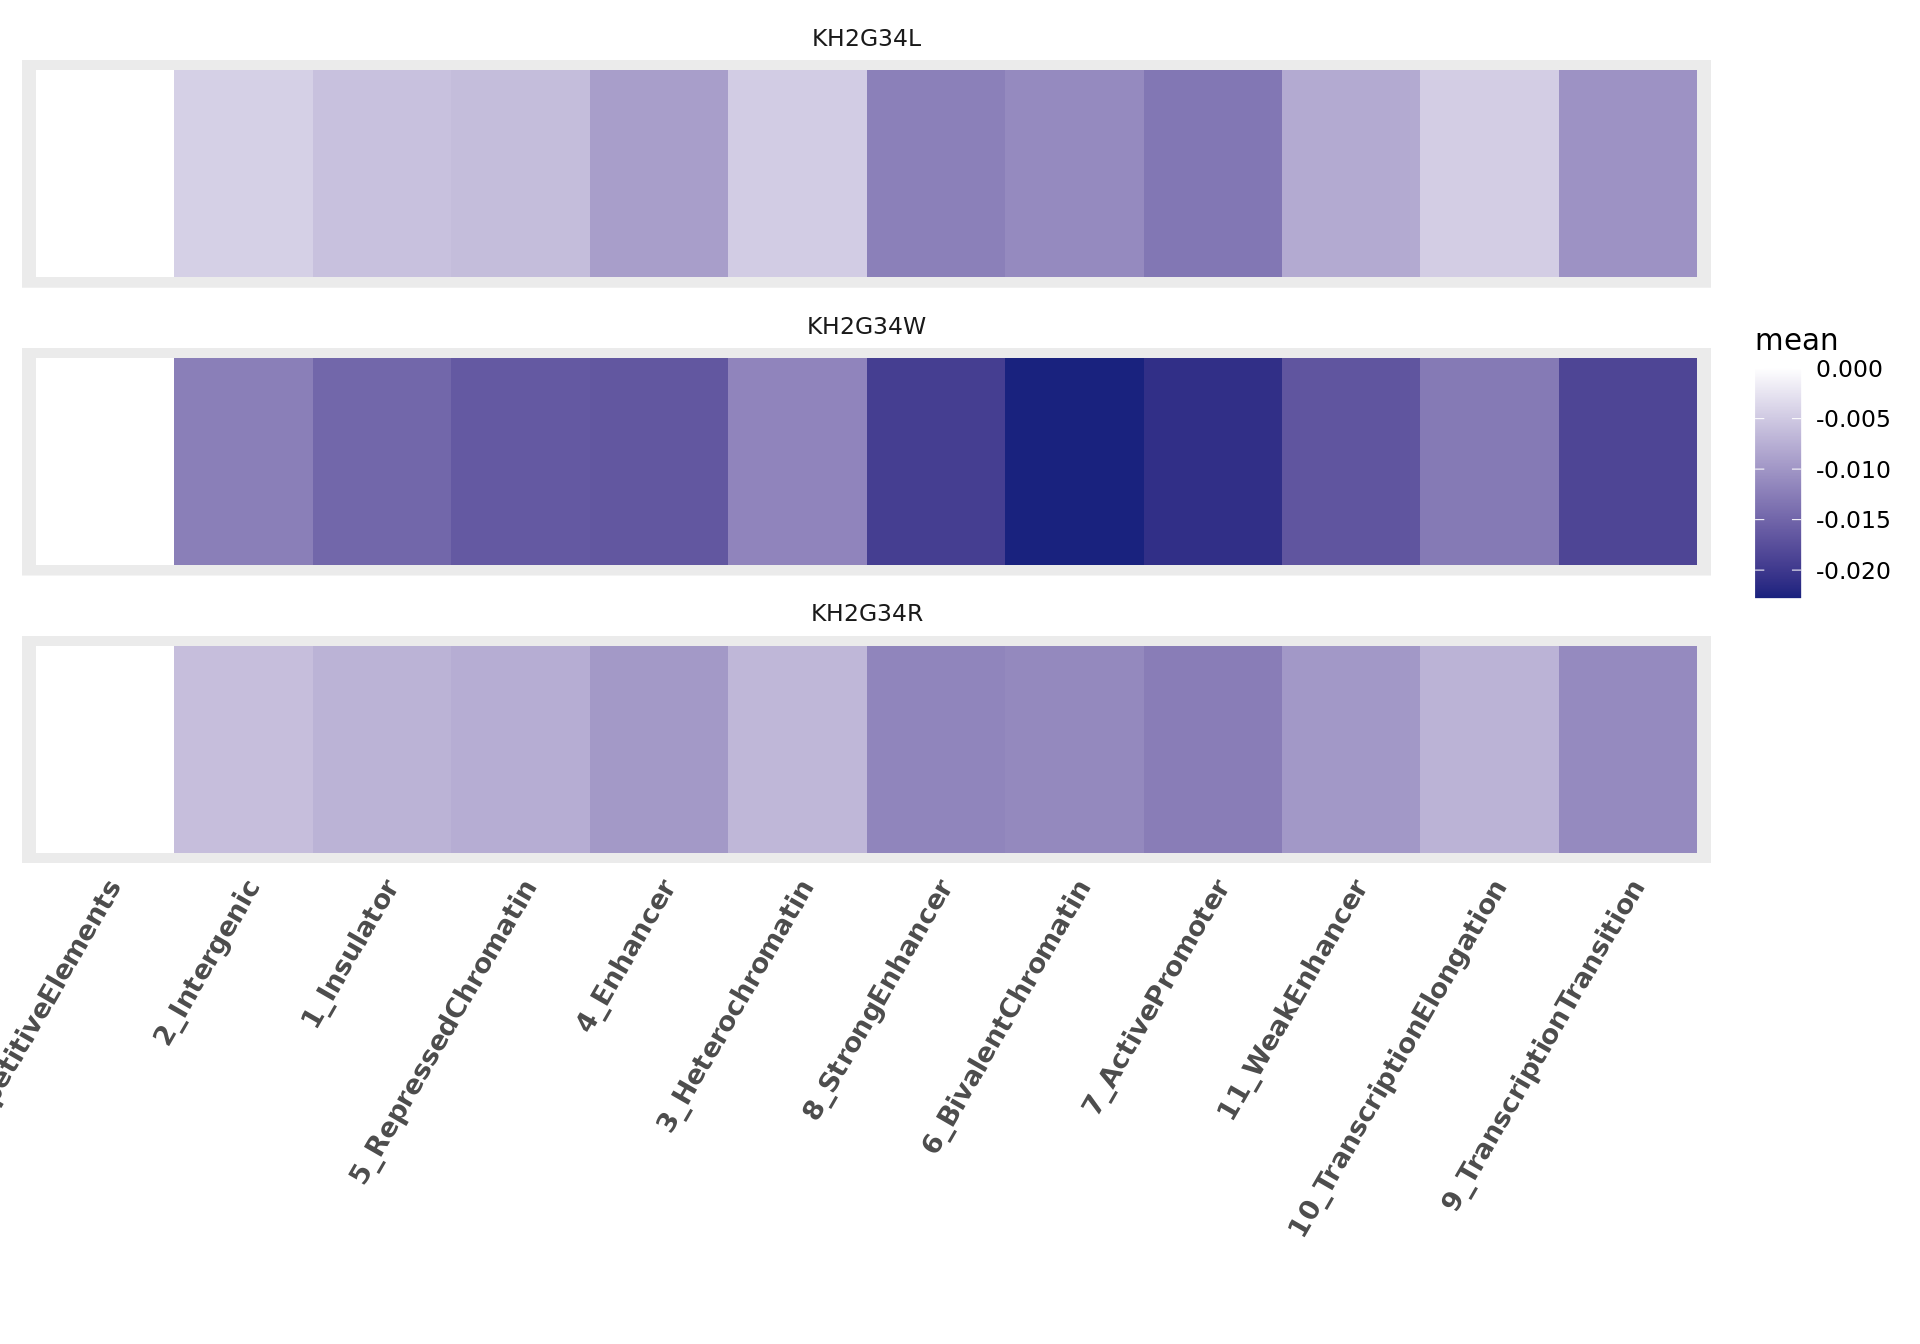 KH2G34L
KH2G34W
mean
0.000
-0.005
-0.010
-0.015
-0.020
KH2G34R
petitiveElements
2_Intergenic
1_Insulator
5_RepressedChromatin
4_Enhancer
3_Heterochromatin
8_StrongEnhancer
6_BivalentChromatin
7_ActivePromoter
11_WeakEnhancer
10_TranscriptionElongation
9_TranscriptionTransition